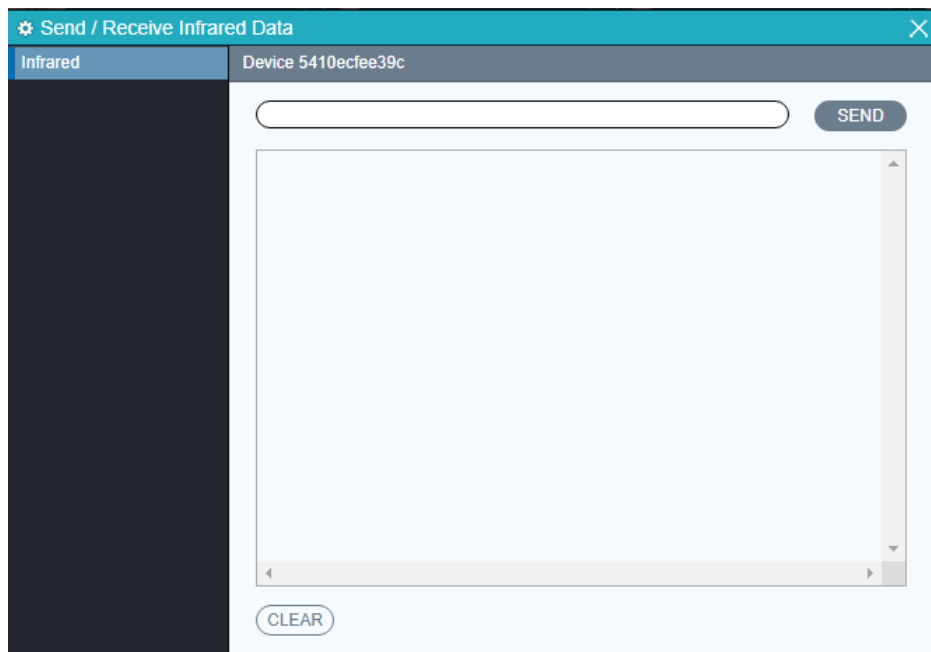 Send / Receive Infrared Data
Infrared
Device 5410ecfee39c
SEND
CLEAR